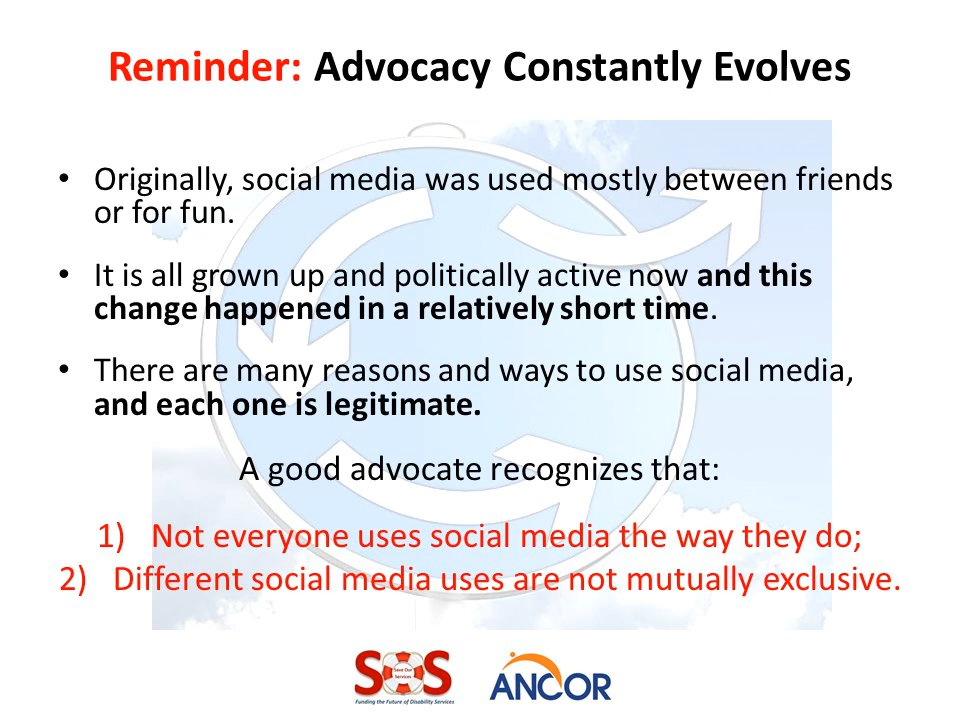 Reminder: Advocacy Constantly Evolves
• Originally, social media was used mostly between friends
or for fun.
• It is all grown up and politically active now and this
change happened in a relatively short time.
• There are many reasons and ways to use social media,
and each one is legitimate.
A good advocate recognizes that:
1) Not everyone uses social media the way they do;
2) Different social media uses are not mutually exclusive.
SOS
Save Our
Services
Funding the Future of Disability Services
ANCOR